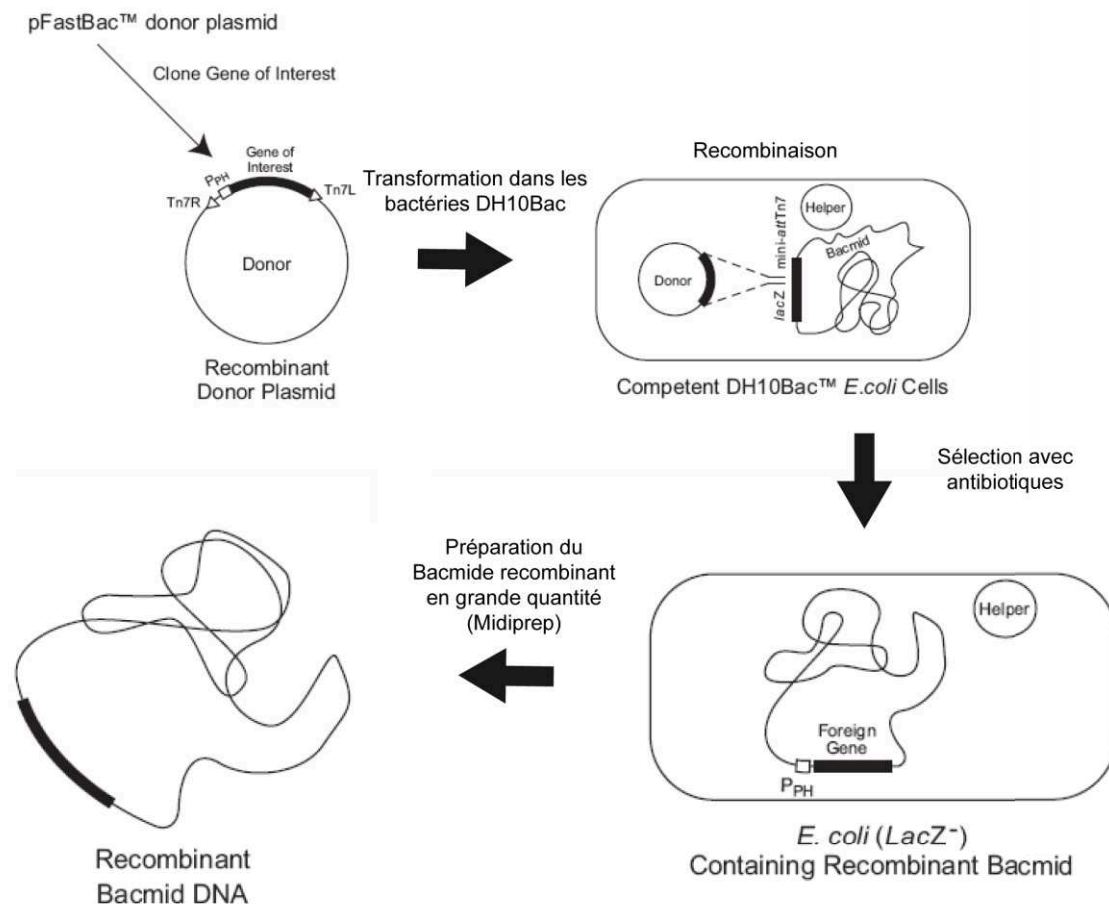 pFastBac™ donor plasmid
Clone Gene of Interest
Gene of
Interest
PPH
Tn7R
Tn7L
Donor
Recombinant
Donor Plasmid
Transformation dans les
bactéries DH10Bac
Recombinaison
Helper
mini-attTn7
lacZ
Bacmid
Donor
Competent DH10Bac™ E.coli Cells
Sélection avec
antibiotiques
Helper
Foreign
Gene
PPH
E. coli (LacZ⁻)
Containing Recombinant Bacmid
Préparation du
Bacmide recombinant
en grande quantité
(Midiprep)
Recombinant
Bacmid DNA